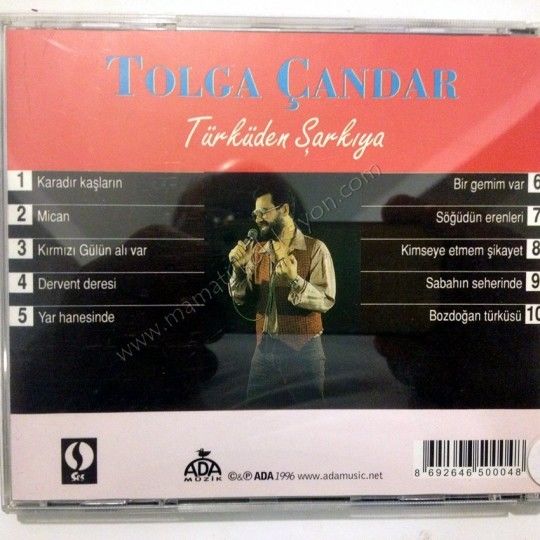 TOLGA ÇANDAR
Türküden Şarkıya
1 Karadır kaşların
2 Mican
3 Kırmızı Gülün alı var
4 Dervent deresi
5 Yar hanesinde
Bir gemim var 6
Söğüdün erenleri 7
Kimseye etmem şikayet 8
Sabahın seherinde 9
Bozdoğan türküsü 10
Ses
ADA
MÜZİK
©&℗ ADA 1996 www.adamusic.net
8 692646 500048